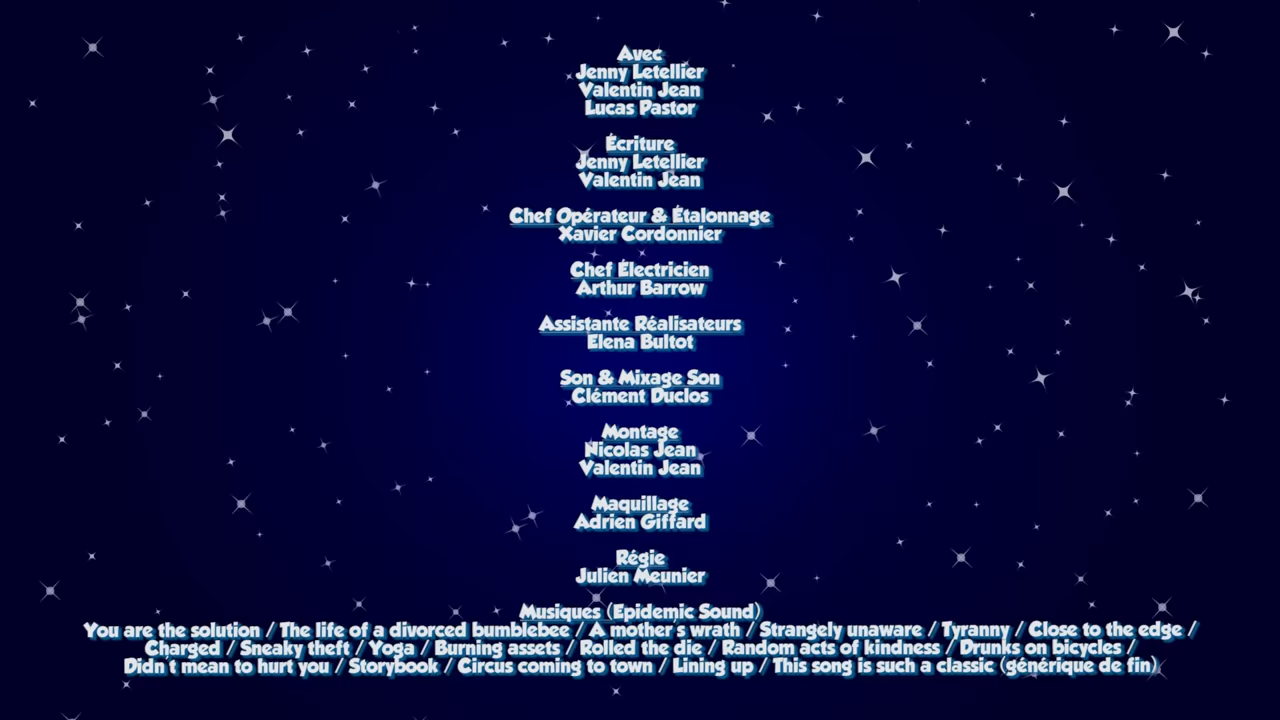 Avec
Jenny Letellier
Valentin Jean
Lucas Pastor
Écriture
Jenny Letellier
Valentin Jean
Chef Opérateur & Étalonnage
Xavier Cordonnier
Chef Électricien
Arthur Barrow
Assistante Réalisateurs
Elena Bultot
Son & Mixage Son
Clément Duclos
Montage
Nicolas Jean
Valentin Jean
Maquillage
Adrien Giffard
Régie
Julien Meunier
Musiques (Epidemic Sound)
You are the solution / The life of a divorced bumblebee / A mother's wrath / Strangely unaware / Tyranny / Close to the edge /
Charged / Sneaky theft / Yoga / Burning assets / Rolled the die / Random acts of kindness / Drunks on bicycles /
Didn't mean to hurt you / Storybook / Circus coming to town / Lining up / This song is such a classic (générique de fin)